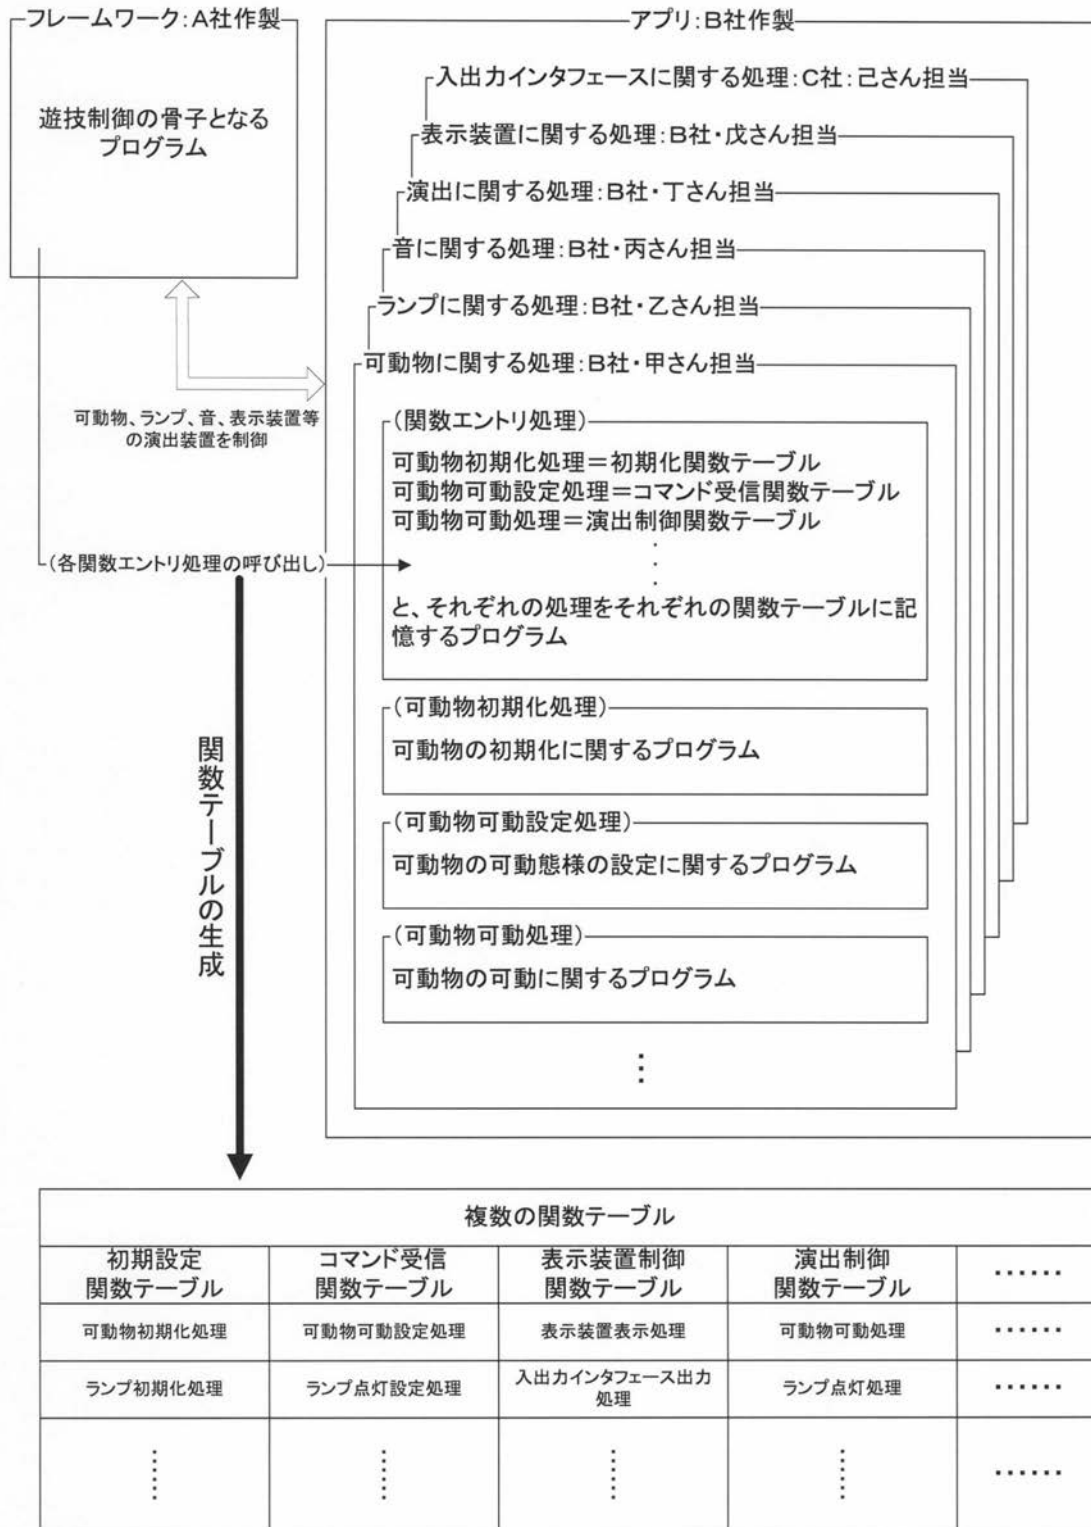 フレームワーク:A社作製
遊技制御の骨子となる
プログラム
アプリ:B社作製
入出力インタフェースに関する処理:C社:己さん担当
表示装置に関する処理:B社・戊さん担当
演出に関する処理:B社・丁さん担当
音に関する処理:B社・丙さん担当
ランプに関する処理:B社・乙さん担当
可動物に関する処理:B社・甲さん担当
可動物、ランプ、音、表示装置等
の演出装置を制御
(関数エントリ処理)
可動物初期化処理=初期化関数テーブル
可動物可動設定処理=コマンド受信関数テーブル
可動物可動処理=演出制御関数テーブル
と、それぞれの処理をそれぞれの関数テーブルに記
憶するプログラム
(各関数エントリ処理の呼び出し)
(可動物初期化処理)
可動物の初期化に関するプログラム
(可動物可動設定処理)
可動物の可動態様の設定に関するプログラム
(可動物可動処理)
可動物の可動に関するプログラム
関数テーブルの生成
複数の関数テーブル
初期設定
関数テーブル
コマンド受信
関数テーブル
表示装置制御
関数テーブル
演出制御
関数テーブル
……
可動物初期化処理
可動物可動設定処理
表示装置表示処理
可動物可動処理
……
ランプ初期化処理
ランプ点灯設定処理
入出力インタフェース出力
処理
ランプ点灯処理
……
……